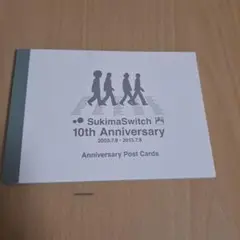 SukimaSwitch
10th Anniversary
2003.7.9 - 2013.7.9
Anniversary Post Cards